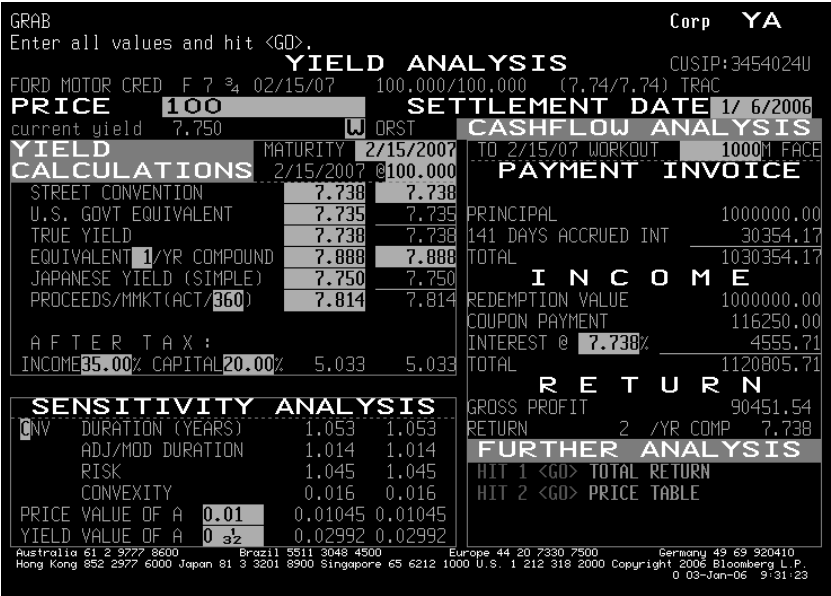 GRAB Corp YA
Enter all values and hit <GO>.
YIELD ANALYSIS CUSIP:3454024U
FORD MOTOR CRED F 7 ¾ 02/15/07 100.000/100.000 (7.74/7.74) TRAC
PRICE 100 SETTLEMENT DATE 1/ 6/2006
current yield 7.750 W ORST CASHFLOW ANALYSIS
YIELD MATURITY 2/15/2007 TO 2/15/07 WORKOUT 1000M FACE
CALCULATIONS 2/15/2007 @100.000 PAYMENT INVOICE
STREET CONVENTION 7.738 7.738
U.S. GOVT EQUIVALENT 7.735 7.735 PRINCIPAL 1000000.00
TRUE YIELD 7.738 7.738 141 DAYS ACCRUED INT 30354.17
EQUIVALENT 1/YR COMPOUND 7.888 7.888 TOTAL 1030354.17
JAPANESE YIELD (SIMPLE) 7.750 7.750 INCOME
PROCEEDS/MMKT(ACT/360) 7.814 7.814 REDEMPTION VALUE 1000000.00
COUPON PAYMENT 116250.00
AFTER TAX: INTEREST @ 7.738% 4555.71
INCOME35.00% CAPITAL20.00% 5.033 5.033 TOTAL 1120805.71
RETURN
SENSITIVITY ANALYSIS GROSS PROFIT 90451.54
CNV DURATION (YEARS) 1.053 1.053 RETURN 2 /YR COMP 7.738
ADJ/MOD DURATION 1.014 1.014 FURTHER ANALYSIS
RISK 1.045 1.045 HIT 1 <GO> TOTAL RETURN
CONVEXITY 0.016 0.016 HIT 2 <GO> PRICE TABLE
PRICE VALUE OF A 0.01 0.01045 0.01045
YIELD VALUE OF A 0 ½2 0.02992 0.02992
Australia 61 2 9777 8600 Brazil 5511 3048 4500 Europe 44 20 7330 7500 Germany 49 69 920410
Hong Kong 852 2977 6000 Japan 81 3 3201 8900 Singapore 65 6212 1000 U.S. 1 212 318 2000 Copyright 2006 Bloomberg L.P.
0 03-Jan-06 9:31:23